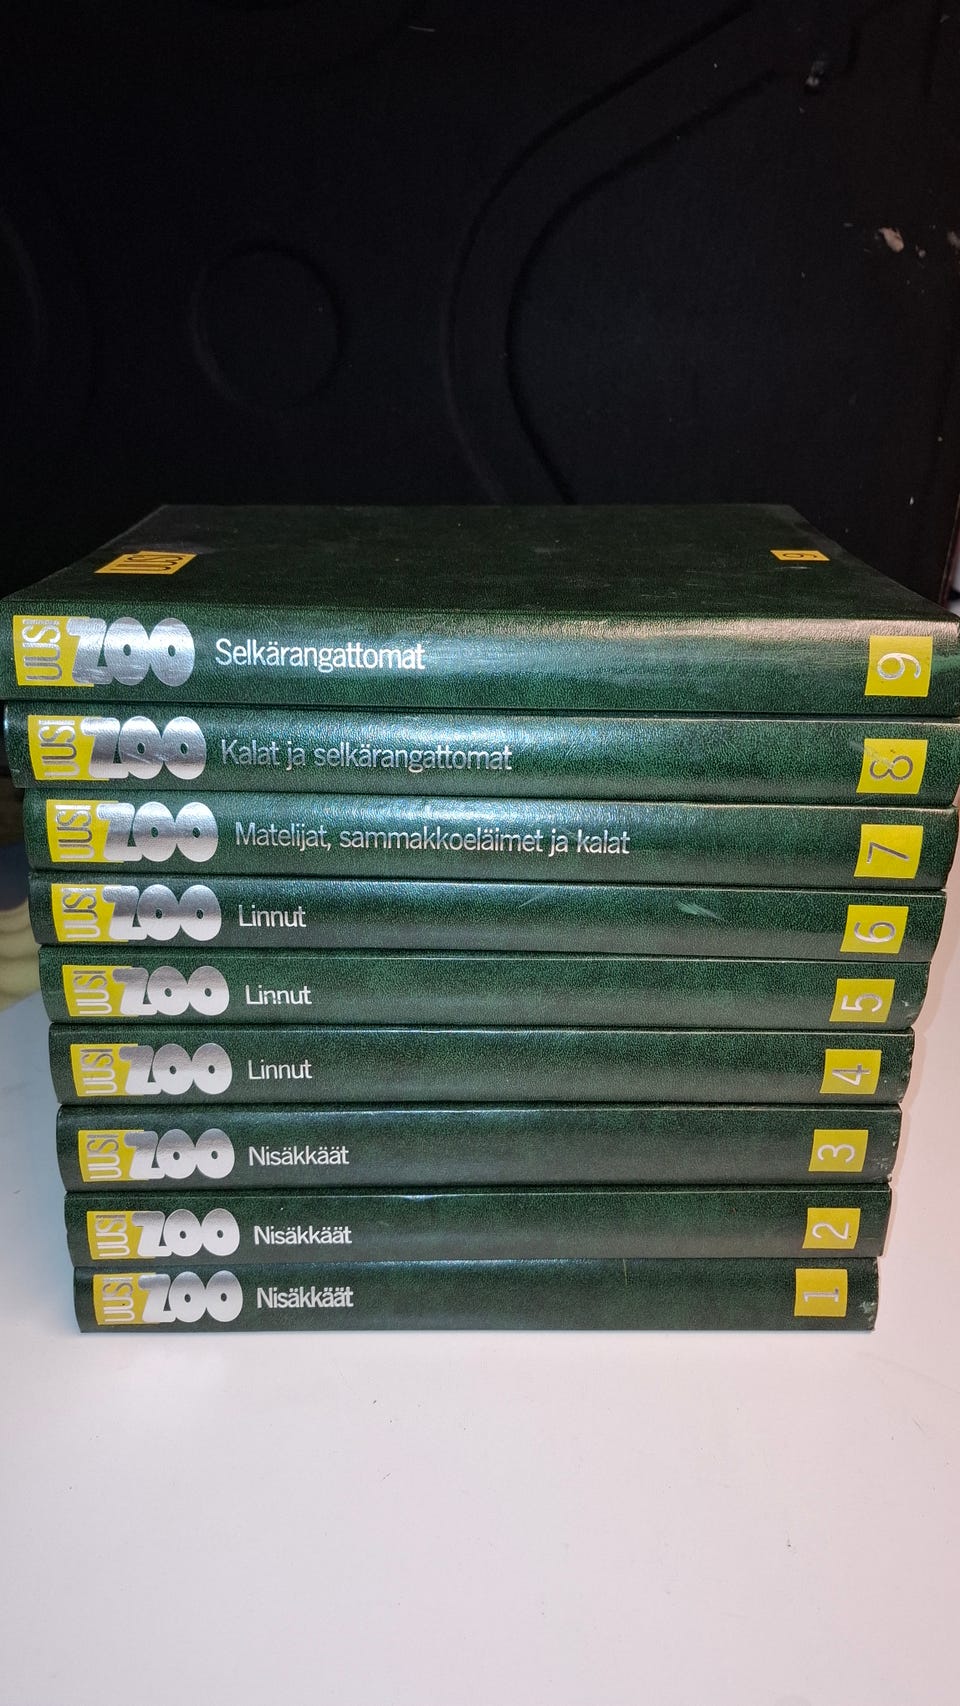 UUSI 9
UUSI ZOO Selkärangattomat 9
UUSI ZOO Kalat ja selkärangattomat 8
UUSI ZOO Matelijat, sammakkoeläimet ja kalat 7
UUSI ZOO Linnut 6
UUSI ZOO Linnut 5
UUSI ZOO Linnut 4
UUSI ZOO Nisäkkäät 3
UUSI ZOO Nisäkkäät 2
UUSI ZOO Nisäkkäät 1